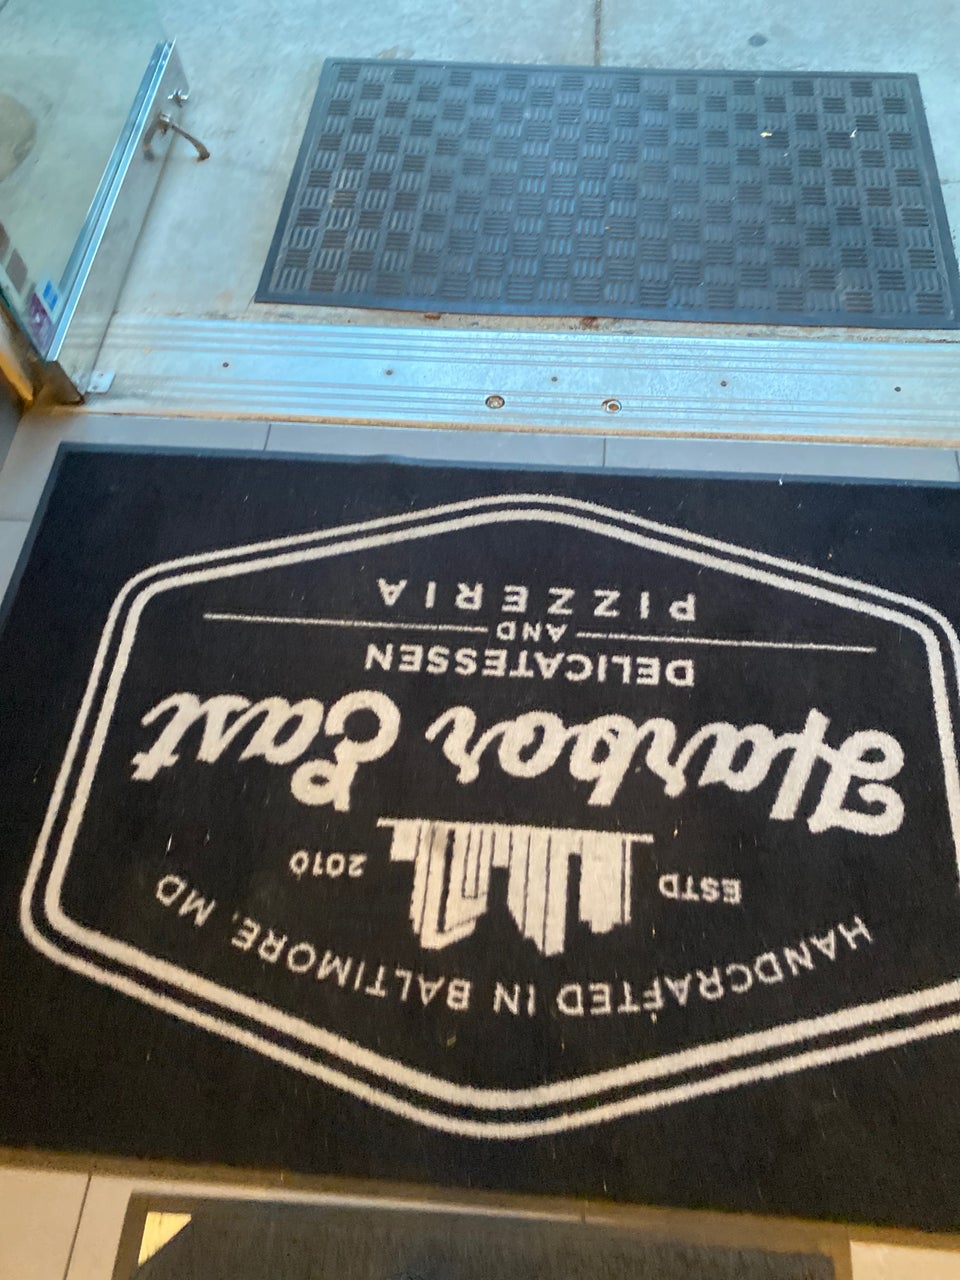 HANDCRAFTED IN BALTIMORE, MD
ESTD 2010
Harbor East
DELICATESSEN
AND
PIZZERIA